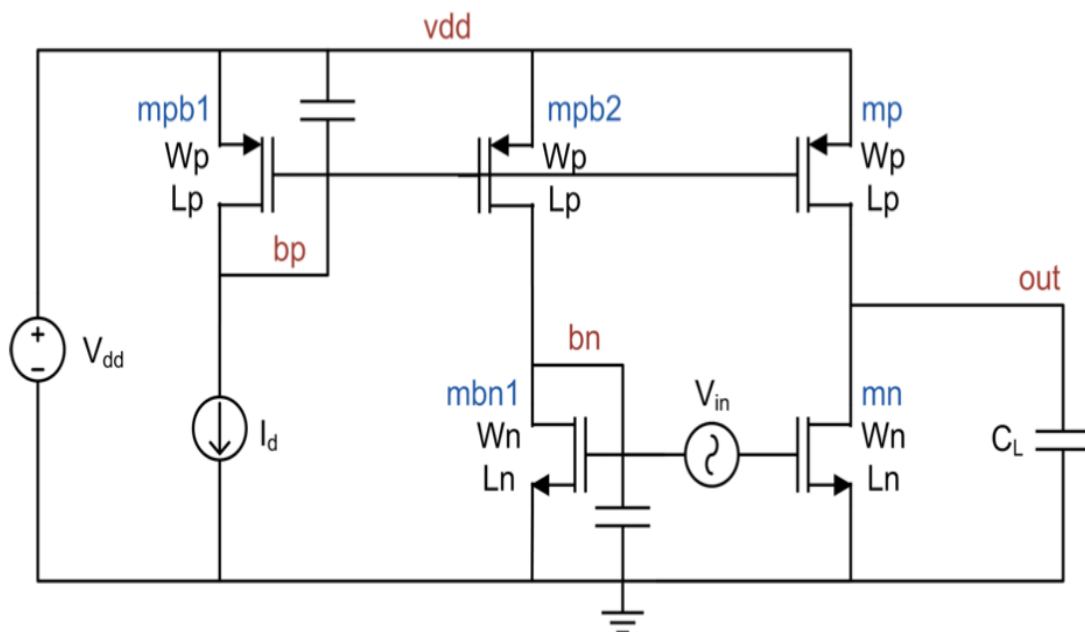 vdd
mpb1
Wp
Lp
mpb2
Wp
Lp
mp
Wp
Lp
bp
out
+
−
Vdd
bn
Id
mbn1
Wn
Ln
Vin
mn
Wn
Ln
CL